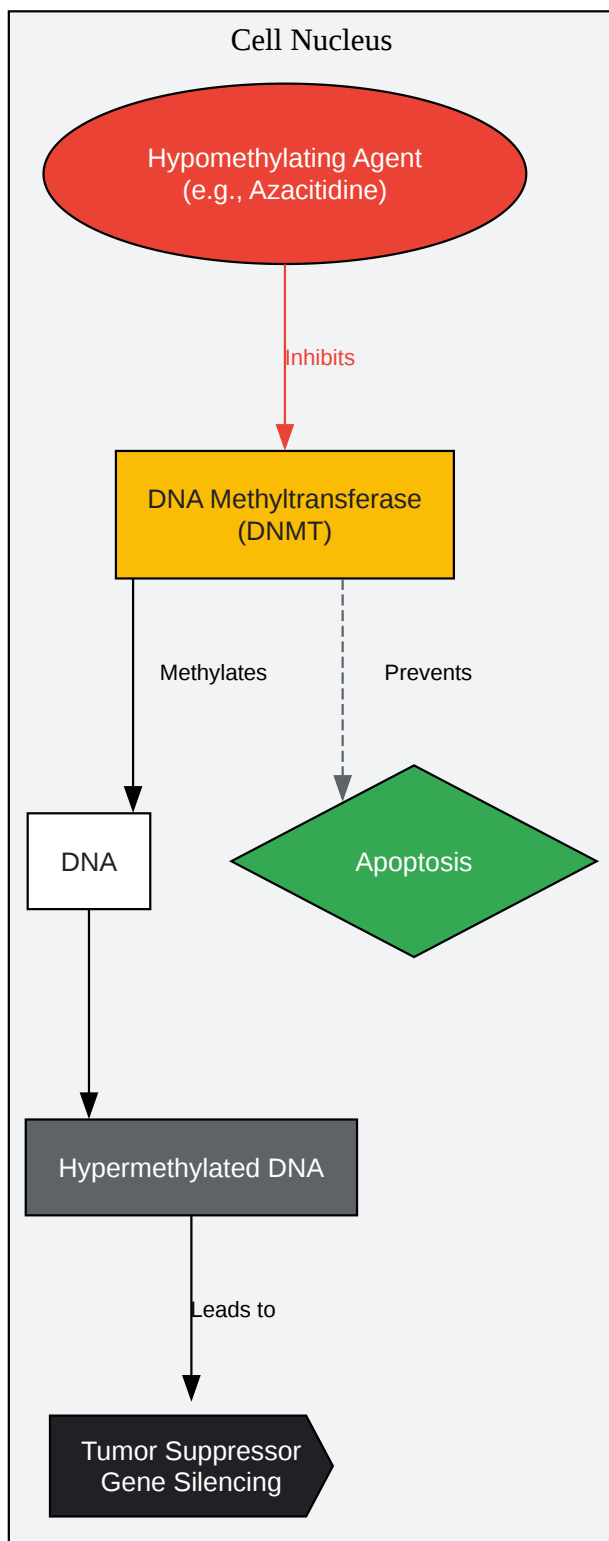 Cell Nucleus
Hypomethylating Agent
(e.g., Azacitidine)
Inhibits
DNA Methyltransferase
(DNMT)
Methylates
Prevents
DNA
Apoptosis
Hypermethylated DNA
Leads to
Tumor Suppressor
Gene Silencing